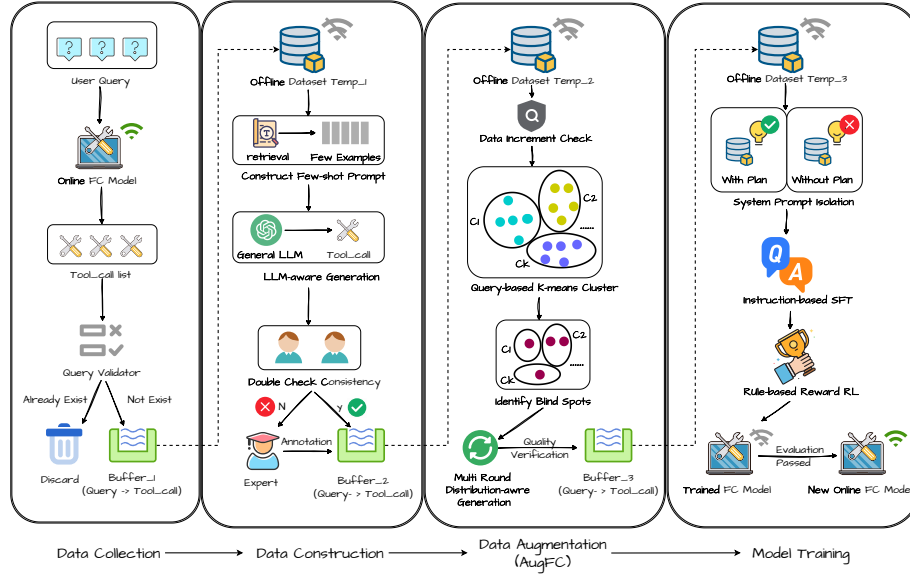 ? ? ?
User Query
Online FC Model
Tool_call list
Query Validator
Already Exist
Not Exist
Discard
Buffer_1
(Query -> Tool_call)
Offline Dataset Temp_1
T
retrieval
Few Examples
Construct Few-shot Prompt
General LLM
Tool_call
LLM-aware Generation
Double Check Consistency
N
y
Annotation
Expert
Buffer_2
(Query- > Tool_call)
Offline Dataset Temp_2
Data Increment Check
C1
C2
......
CK
Query-based K-means Cluster
C1
C2
......
CK
Identify Blind Spots
Quality
Verification
Multi Round
Distribution-awre
Generation
Buffer_3
(Query- > Tool_call)
Offline Dataset Temp_3
With Plan
Without Plan
System Prompt Isolation
Q
A
Instruction-based SFT
Rule-based Reward RL
Evaluation
Passed
Trained FC Model
New Online FC Model
Data Collection
Data Construction
Data Augmentation
(AugFC)
Model Training